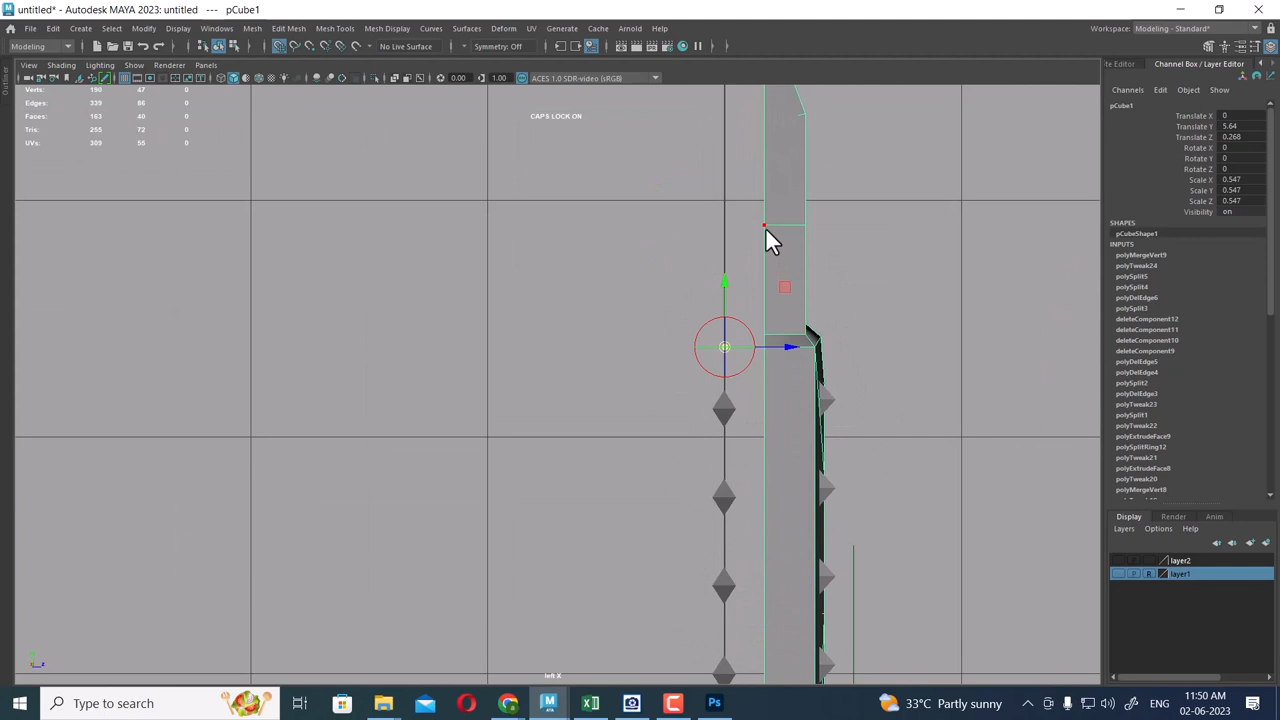 untitled* - Autodesk MAYA 2023: untitled --- pCube1
File Edit Create Select Modify Display Windows Mesh Edit Mesh Mesh Tools Mesh Display Curves Surfaces Deform UV Generate Cache Arnold Help
Workspace: Modeling - Standard*
Modeling No Live Surface Symmetry: Off
View Shading Lighting Show Renderer Panels
0.00 1.00 ACES 1.0 SDR-video (sRGB)
Verts: 190 47 0
Edges: 339 86 0
Faces: 163 40 0
Tris: 255 72 0
UVs: 309 55 0
CAPS LOCK ON
left X
Outliner
te Editor Channel Box / Layer Editor
Channels Edit Object Show
pCube1
Translate X 0
Translate Y 5.64
Translate Z 0.268
Rotate X 0
Rotate Y 0
Rotate Z 0
Scale X 0.547
Scale Y 0.547
Scale Z 0.547
Visibility on
SHAPES
pCubeShape1
INPUTS
polyMergeVert9
polyTweak24
polySplit5
polySplit4
polyDelEdge6
polySplit3
deleteComponent12
deleteComponent11
deleteComponent10
deleteComponent9
polyDelEdge5
polyDelEdge4
polySplit2
polyDelEdge3
polyTweak23
polySplit1
polyTweak22
polyExtrudeFace9
polySplitRing12
polyTweak21
polyExtrudeFace8
polyTweak20
polyMergeVert8
Display Render Anim
Layers Options Help
layer2
R layer1
Type here to search
33°C Partly sunny
ENG
11:50 AM
02-06-2023